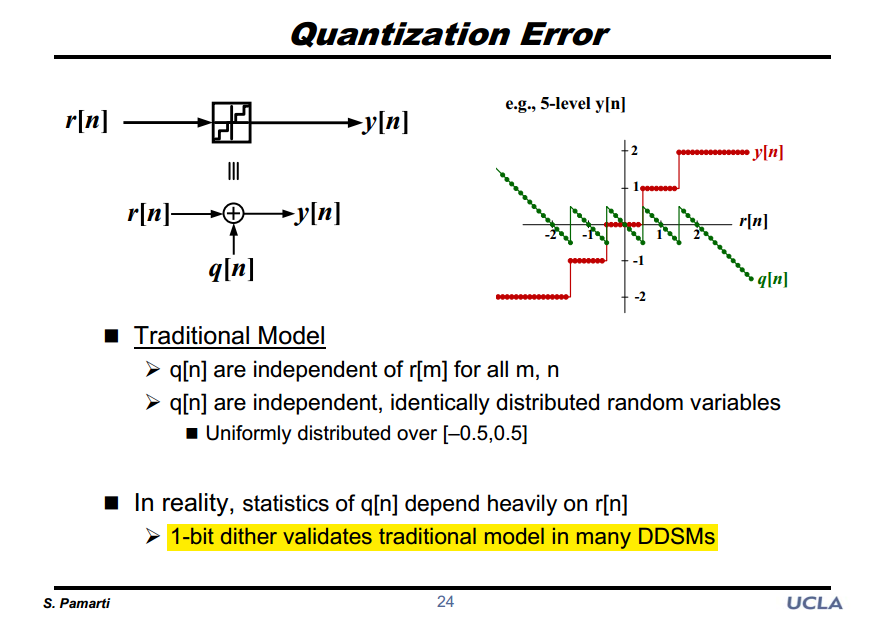 Quantization Error
r[n]
y[n]
r[n]
y[n]
q[n]
e.g., 5-level y[n]
2
y[n]
1
r[n]
-2
-1
1
2
-1
q[n]
-2
Traditional Model
q[n] are independent of r[m] for all m, n
q[n] are independent, identically distributed random variables
Uniformly distributed over [–0.5,0.5]
In reality, statistics of q[n] depend heavily on r[n]
1-bit dither validates traditional model in many DDSMs
S. Pamarti
24
UCLA